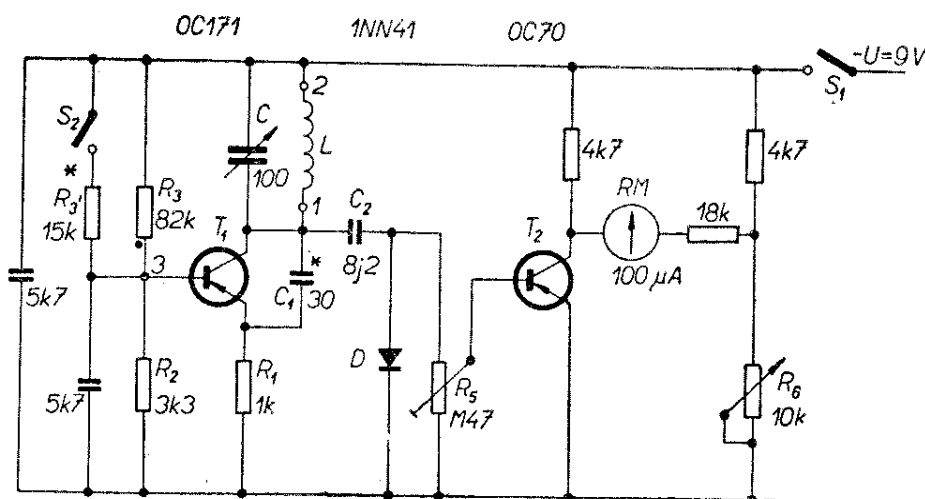 OC171 1NN41 OC70
-U=9V
S1
S2
*
R3'
15k
R3
82k
3
5k7
5k7
R2
3k3
T1
C
100
2
L
1
C2
8j2
*
C1
30
R1
1k
D
R5
M47
T2
4k7
RM
100 µA
18k
4k7
R6
10k